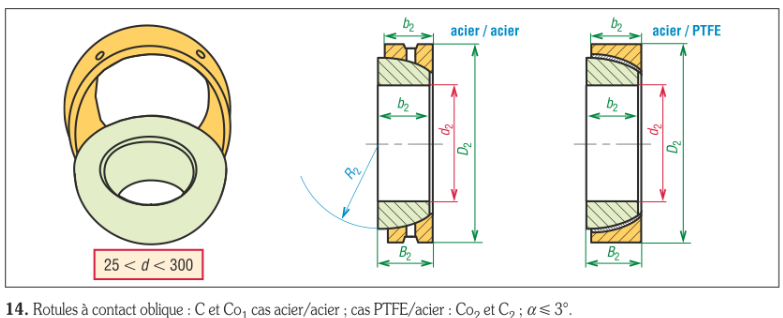 b₂
acier / acier
b₂
acier / PTFE
b₂
d₂
D₂
b₂
d₂
D₂
R₂
25 < d < 300
B₂
B₂
14. Rotules à contact oblique : C et Co₁ cas acier/acier ; cas PTFE/acier : Co₂ et C₂ ; α ⩽ 3°.